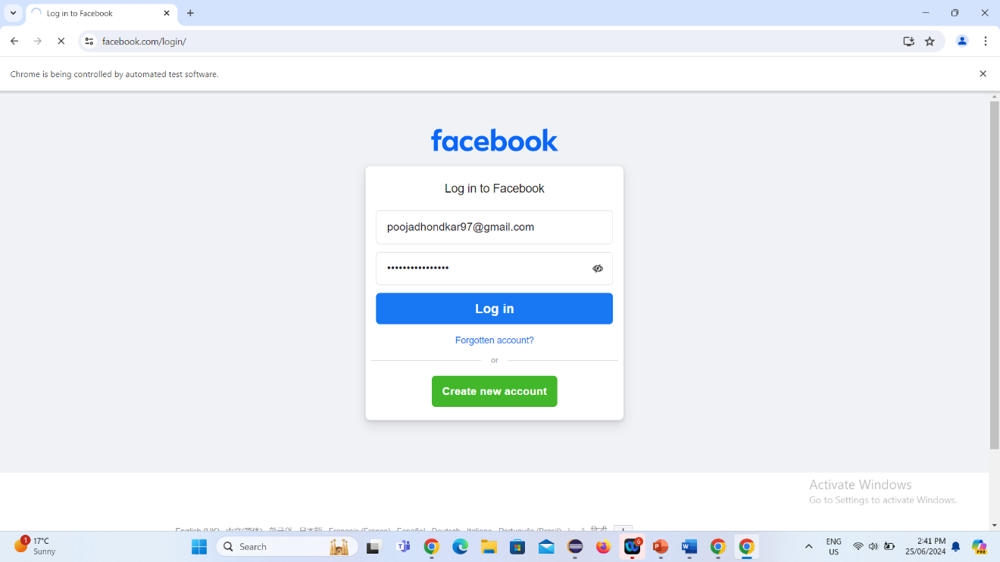 Log in to Facebook
facebook.com/login/
Chrome is being controlled by automated test software.
facebook
Log in to Facebook
poojadhondkar97@gmail.com
••••••••••••••••
Log in
Forgotten account?
or
Create new account
Activate Windows
Go to Settings to activate Windows.
English (UK) 中文(简体) 한국어 日本語 Français (France) Español Deutsch Italiano Português (Brasil) हिन्दी
1
17°C
Sunny
Search
6
PRE
ENG
US
2:41 PM
25/06/2024